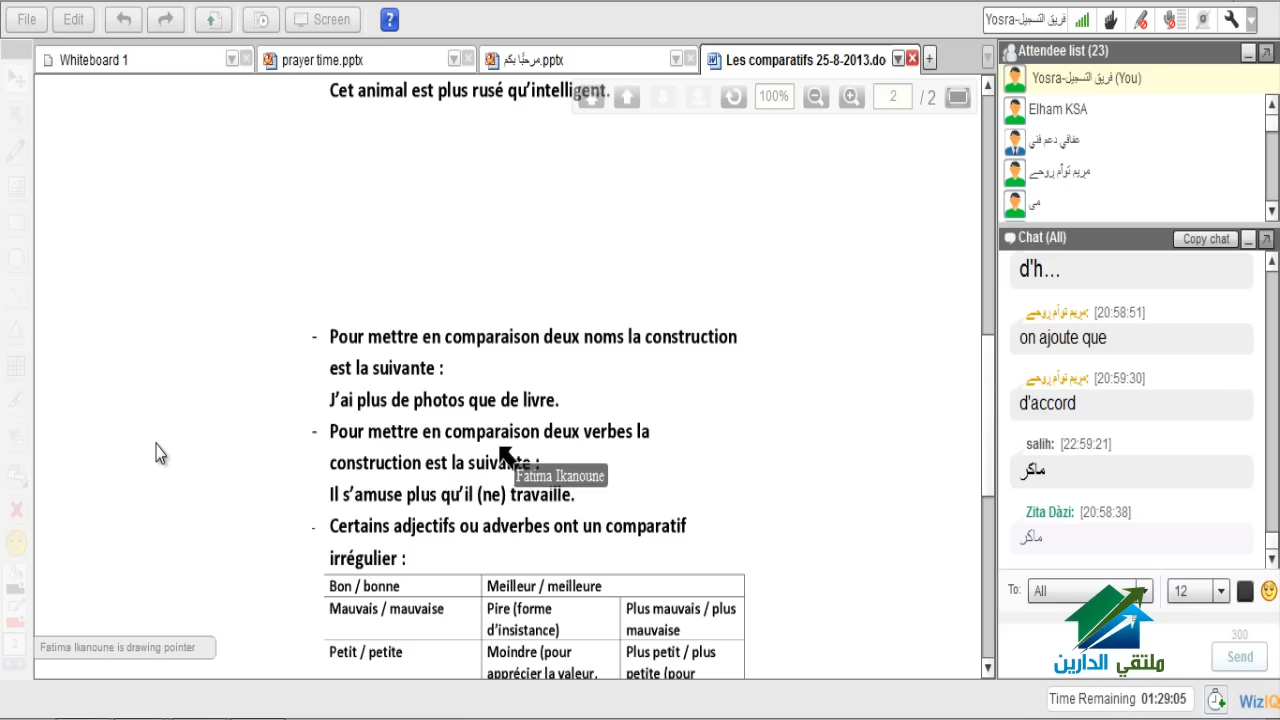 File Edit Screen ?
Yosra-فريق التسجيل
Whiteboard 1
prayer time.pptx
مرحبًا بكم.pptx
Les comparatifs 25-8-2013.do
100% 2 / 2
Cet animal est plus rusé qu'intelligent.
- Pour mettre en comparaison deux noms la construction
est la suivante :
J'ai plus de photos que de livre.
- Pour mettre en comparaison deux verbes la
construction est la suivante :
Fatima Ikanoune
Il s'amuse plus qu'il (ne) travaille.
- Certains adjectifs ou adverbes ont un comparatif
irrégulier :
Bon / bonne Meilleur / meilleure
Mauvais / mauvaise Pire (forme d'insistance) Plus mauvais / plus mauvaise
Petit / petite Moindre (pour apprécier la valeur, Plus petit / plus petite (pour
Fatima Ikanoune is drawing pointer
Attendee list (23)
Yosra-فريق التسجيل (You)
Elham KSA
عفافي دعم فني
مريم توأم روحي
مى
Chat (All) Copy chat
d'h...
مريم توأم روحي: [20:58:51]
on ajoute que
مريم توأم روحي: [20:59:30]
d'accord
salih: [22:59:21]
ماكر
Zita Dàzi: [20:58:38]
ماكر
To: All 12
300
Send
ملتقي الدارين
Time Remaining 01:29:05
WizIQ